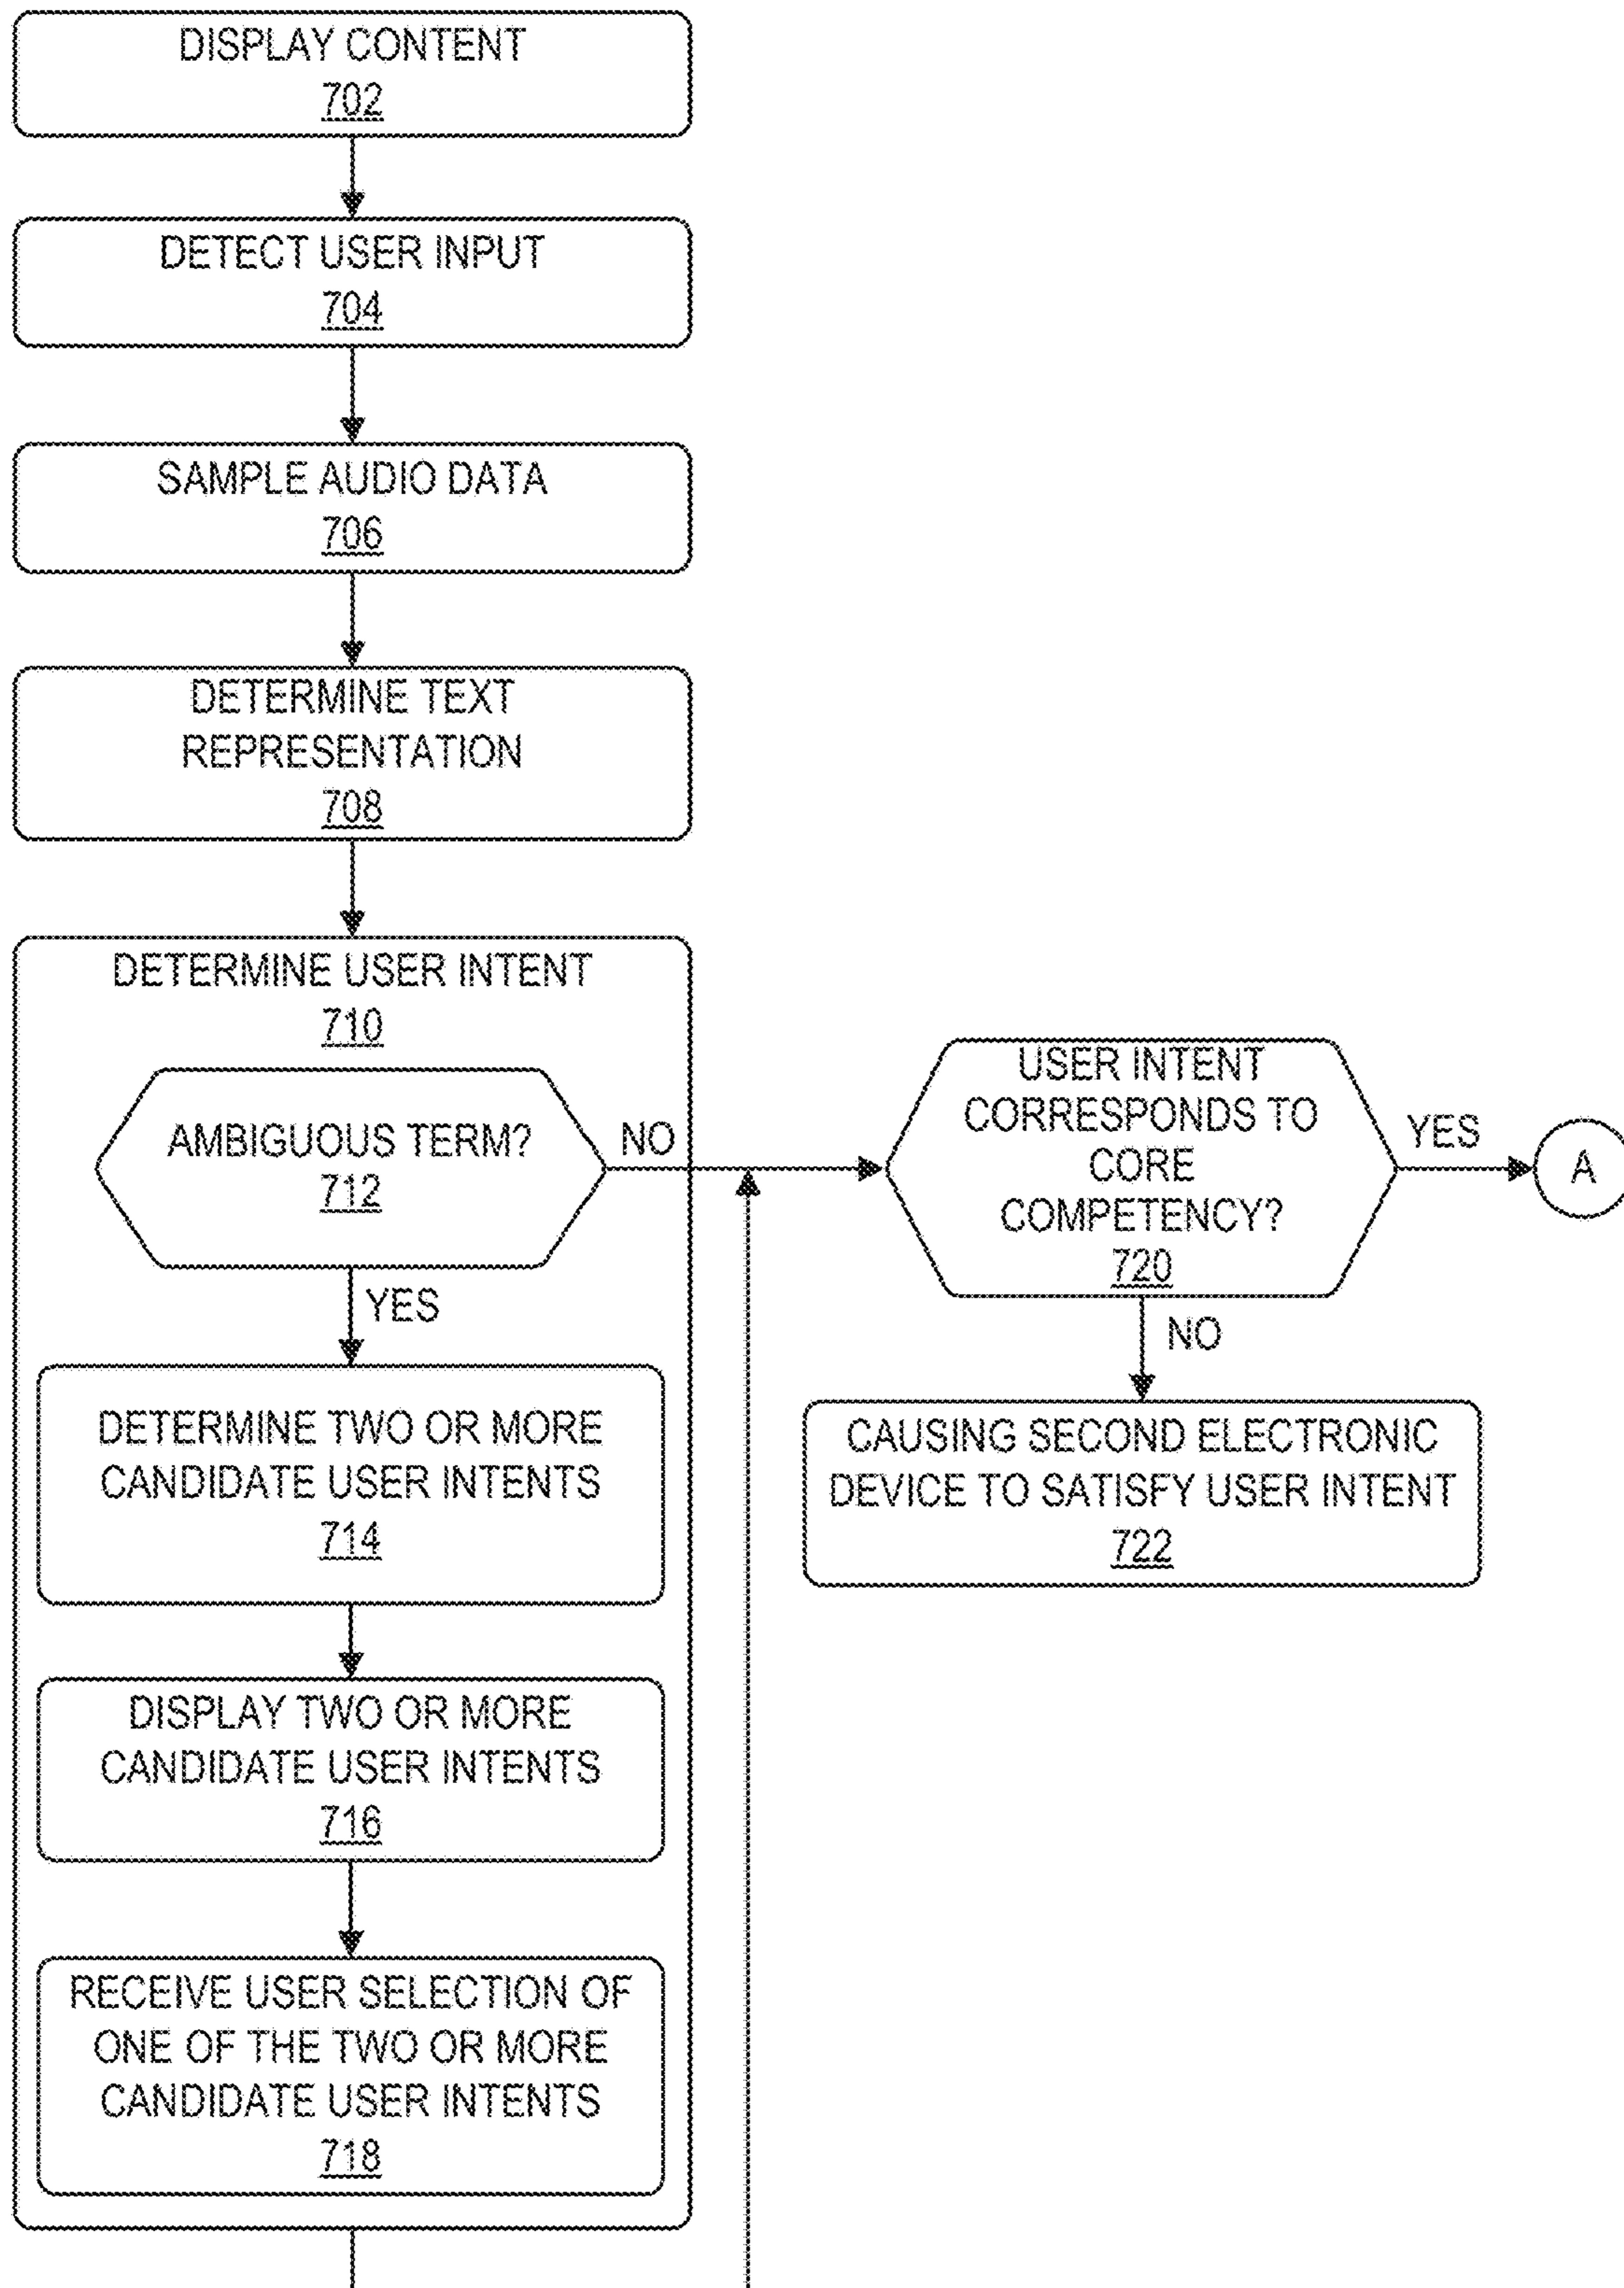 DISPLAY CONTENT
702
DETECT USER INPUT
704
SAMPLE AUDIO DATA
706
DETERMINE TEXT
REPRESENTATION
708
DETERMINE USER INTENT
710
AMBIGUOUS TERM?
712
NO
YES
DETERMINE TWO OR MORE
CANDIDATE USER INTENTS
714
DISPLAY TWO OR MORE
CANDIDATE USER INTENTS
716
RECEIVE USER SELECTION OF
ONE OF THE TWO OR MORE
CANDIDATE USER INTENTS
718
USER INTENT
CORRESPONDS TO
CORE
COMPETENCY?
720
YES
A
NO
CAUSING SECOND ELECTRONIC
DEVICE TO SATISFY USER INTENT
722